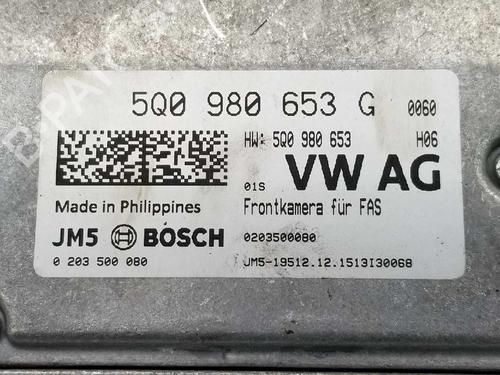 5Q0 980 653 G 0060
HW: 5Q0 980 653 H06
01S VW AG
Made in Philippines Frontkamera für FAS
JM5 BOSCH 0203500080
0 203 500 080 JM5-19512.12.1513I30068
B-PARTS